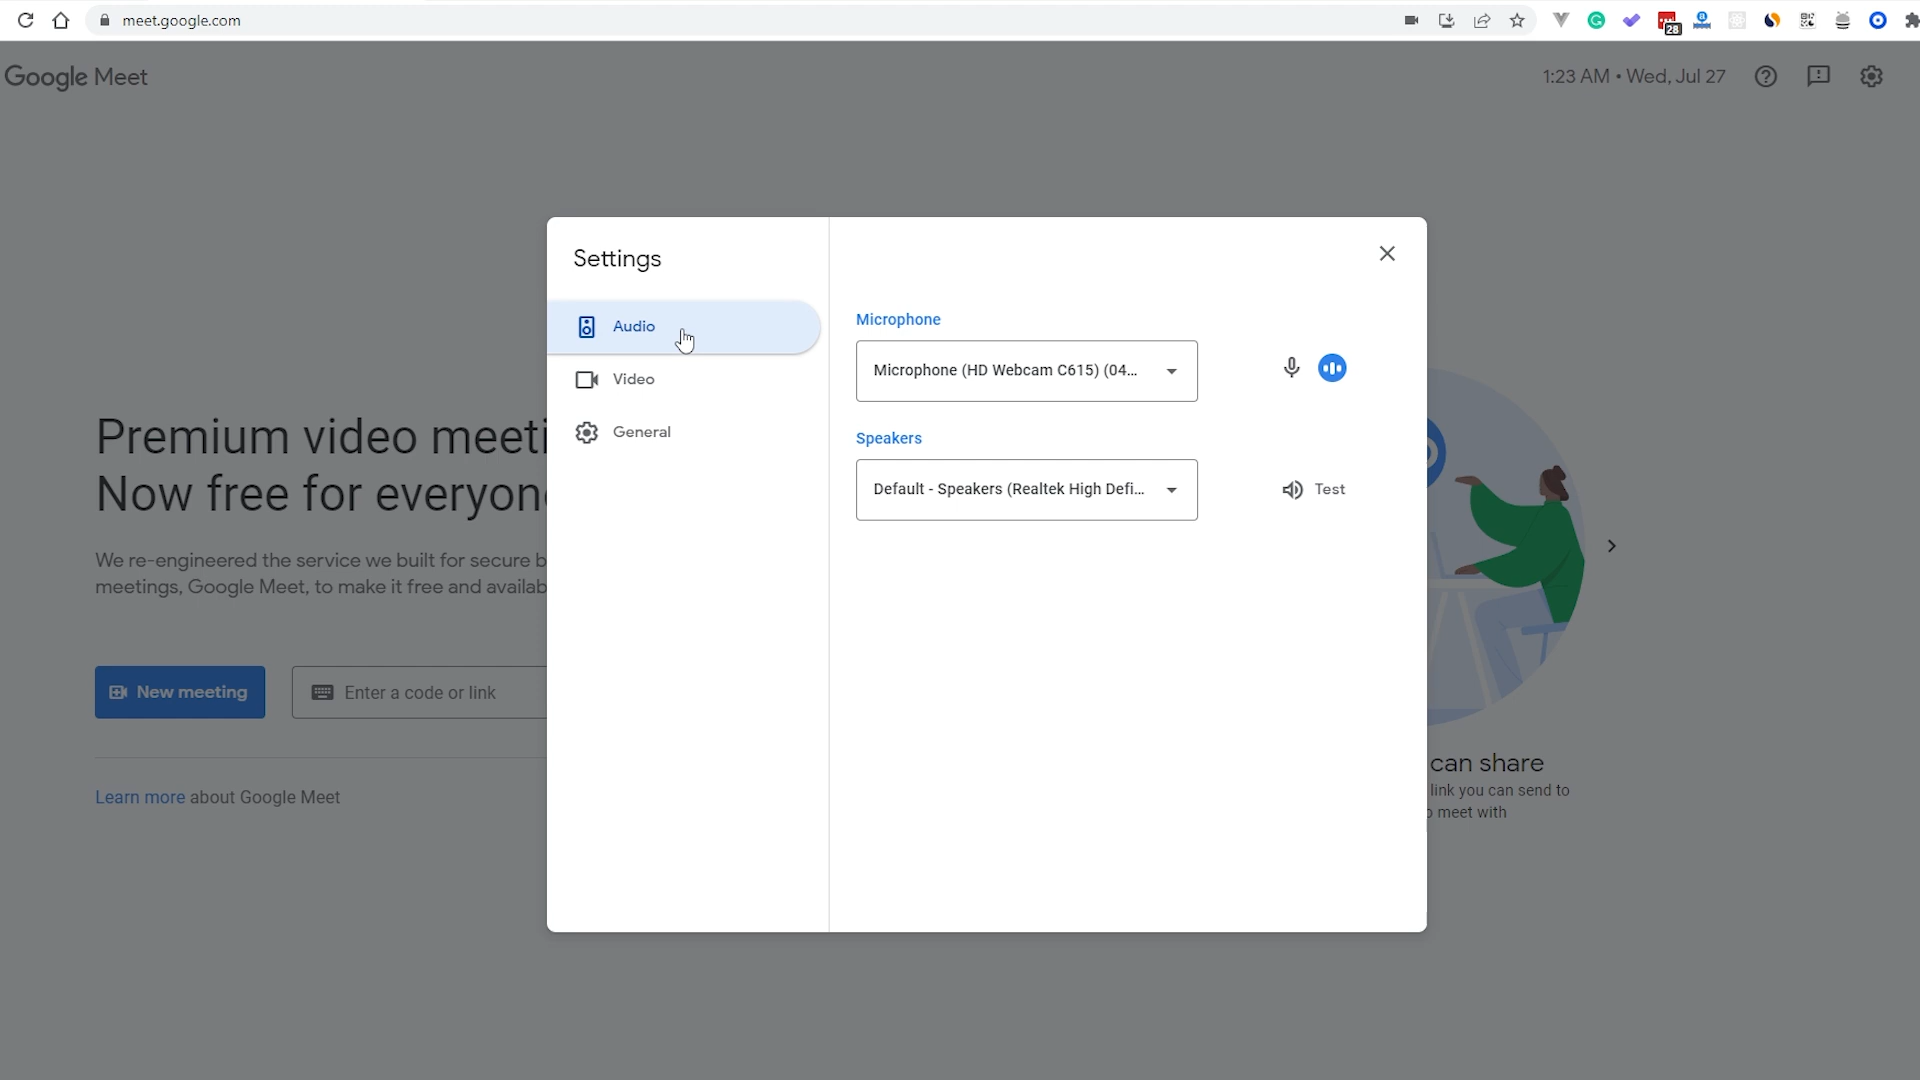 meet.google.com
28
Google Meet
1:23 AM • Wed, Jul 27
Settings
Audio
Video
General
Microphone
Microphone (HD Webcam C615) (04...
Speakers
Default - Speakers (Realtek High Defi...
Test
Premium video meeti
Now free for everyon
We re-engineered the service we built for secure b
meetings, Google Meet, to make it free and availab
New meeting
Enter a code or link
Learn more about Google Meet
can share
link you can send to
meet with